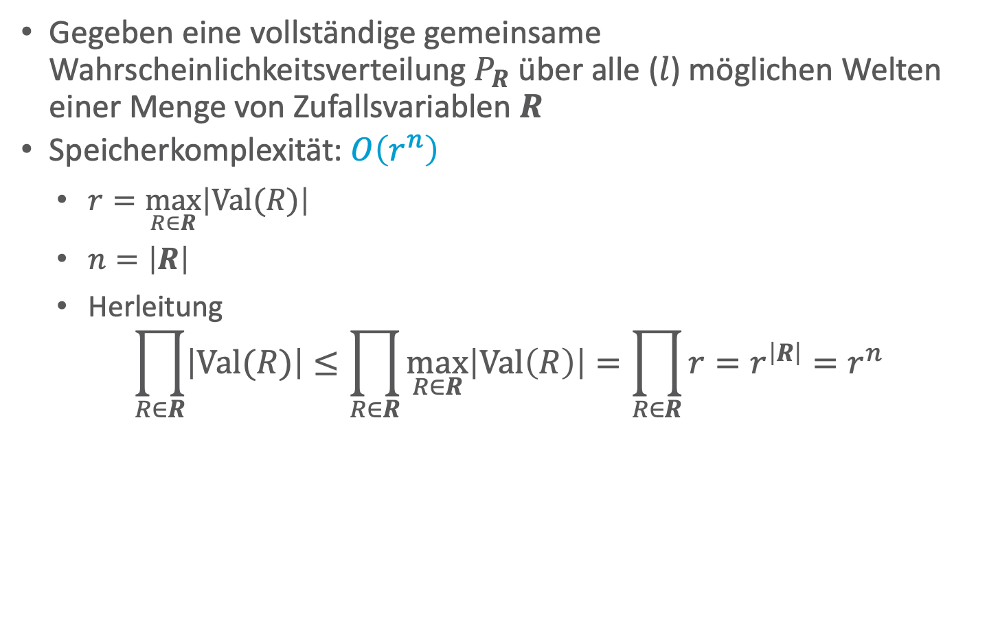 • Gegeben eine vollständige gemeinsame
Wahrscheinlichkeitsverteilung $P_{\boldsymbol{R}}$ über alle ($l$) möglichen Welten
einer Menge von Zufallsvariablen $\boldsymbol{R}$
• Speicherkomplexität: $O(r^n)$
• $r = \max_{R \in \boldsymbol{R}} |\mathrm{Val}(R)|$
• $n = |\boldsymbol{R}|$
• Herleitung
$\prod_{R \in \boldsymbol{R}} |\mathrm{Val}(R)| \leq \prod_{R \in \boldsymbol{R}} \max_{R \in \boldsymbol{R}} |\mathrm{Val}(R)| = \prod_{R \in \boldsymbol{R}} r = r^{|\boldsymbol{R}|} = r^n$